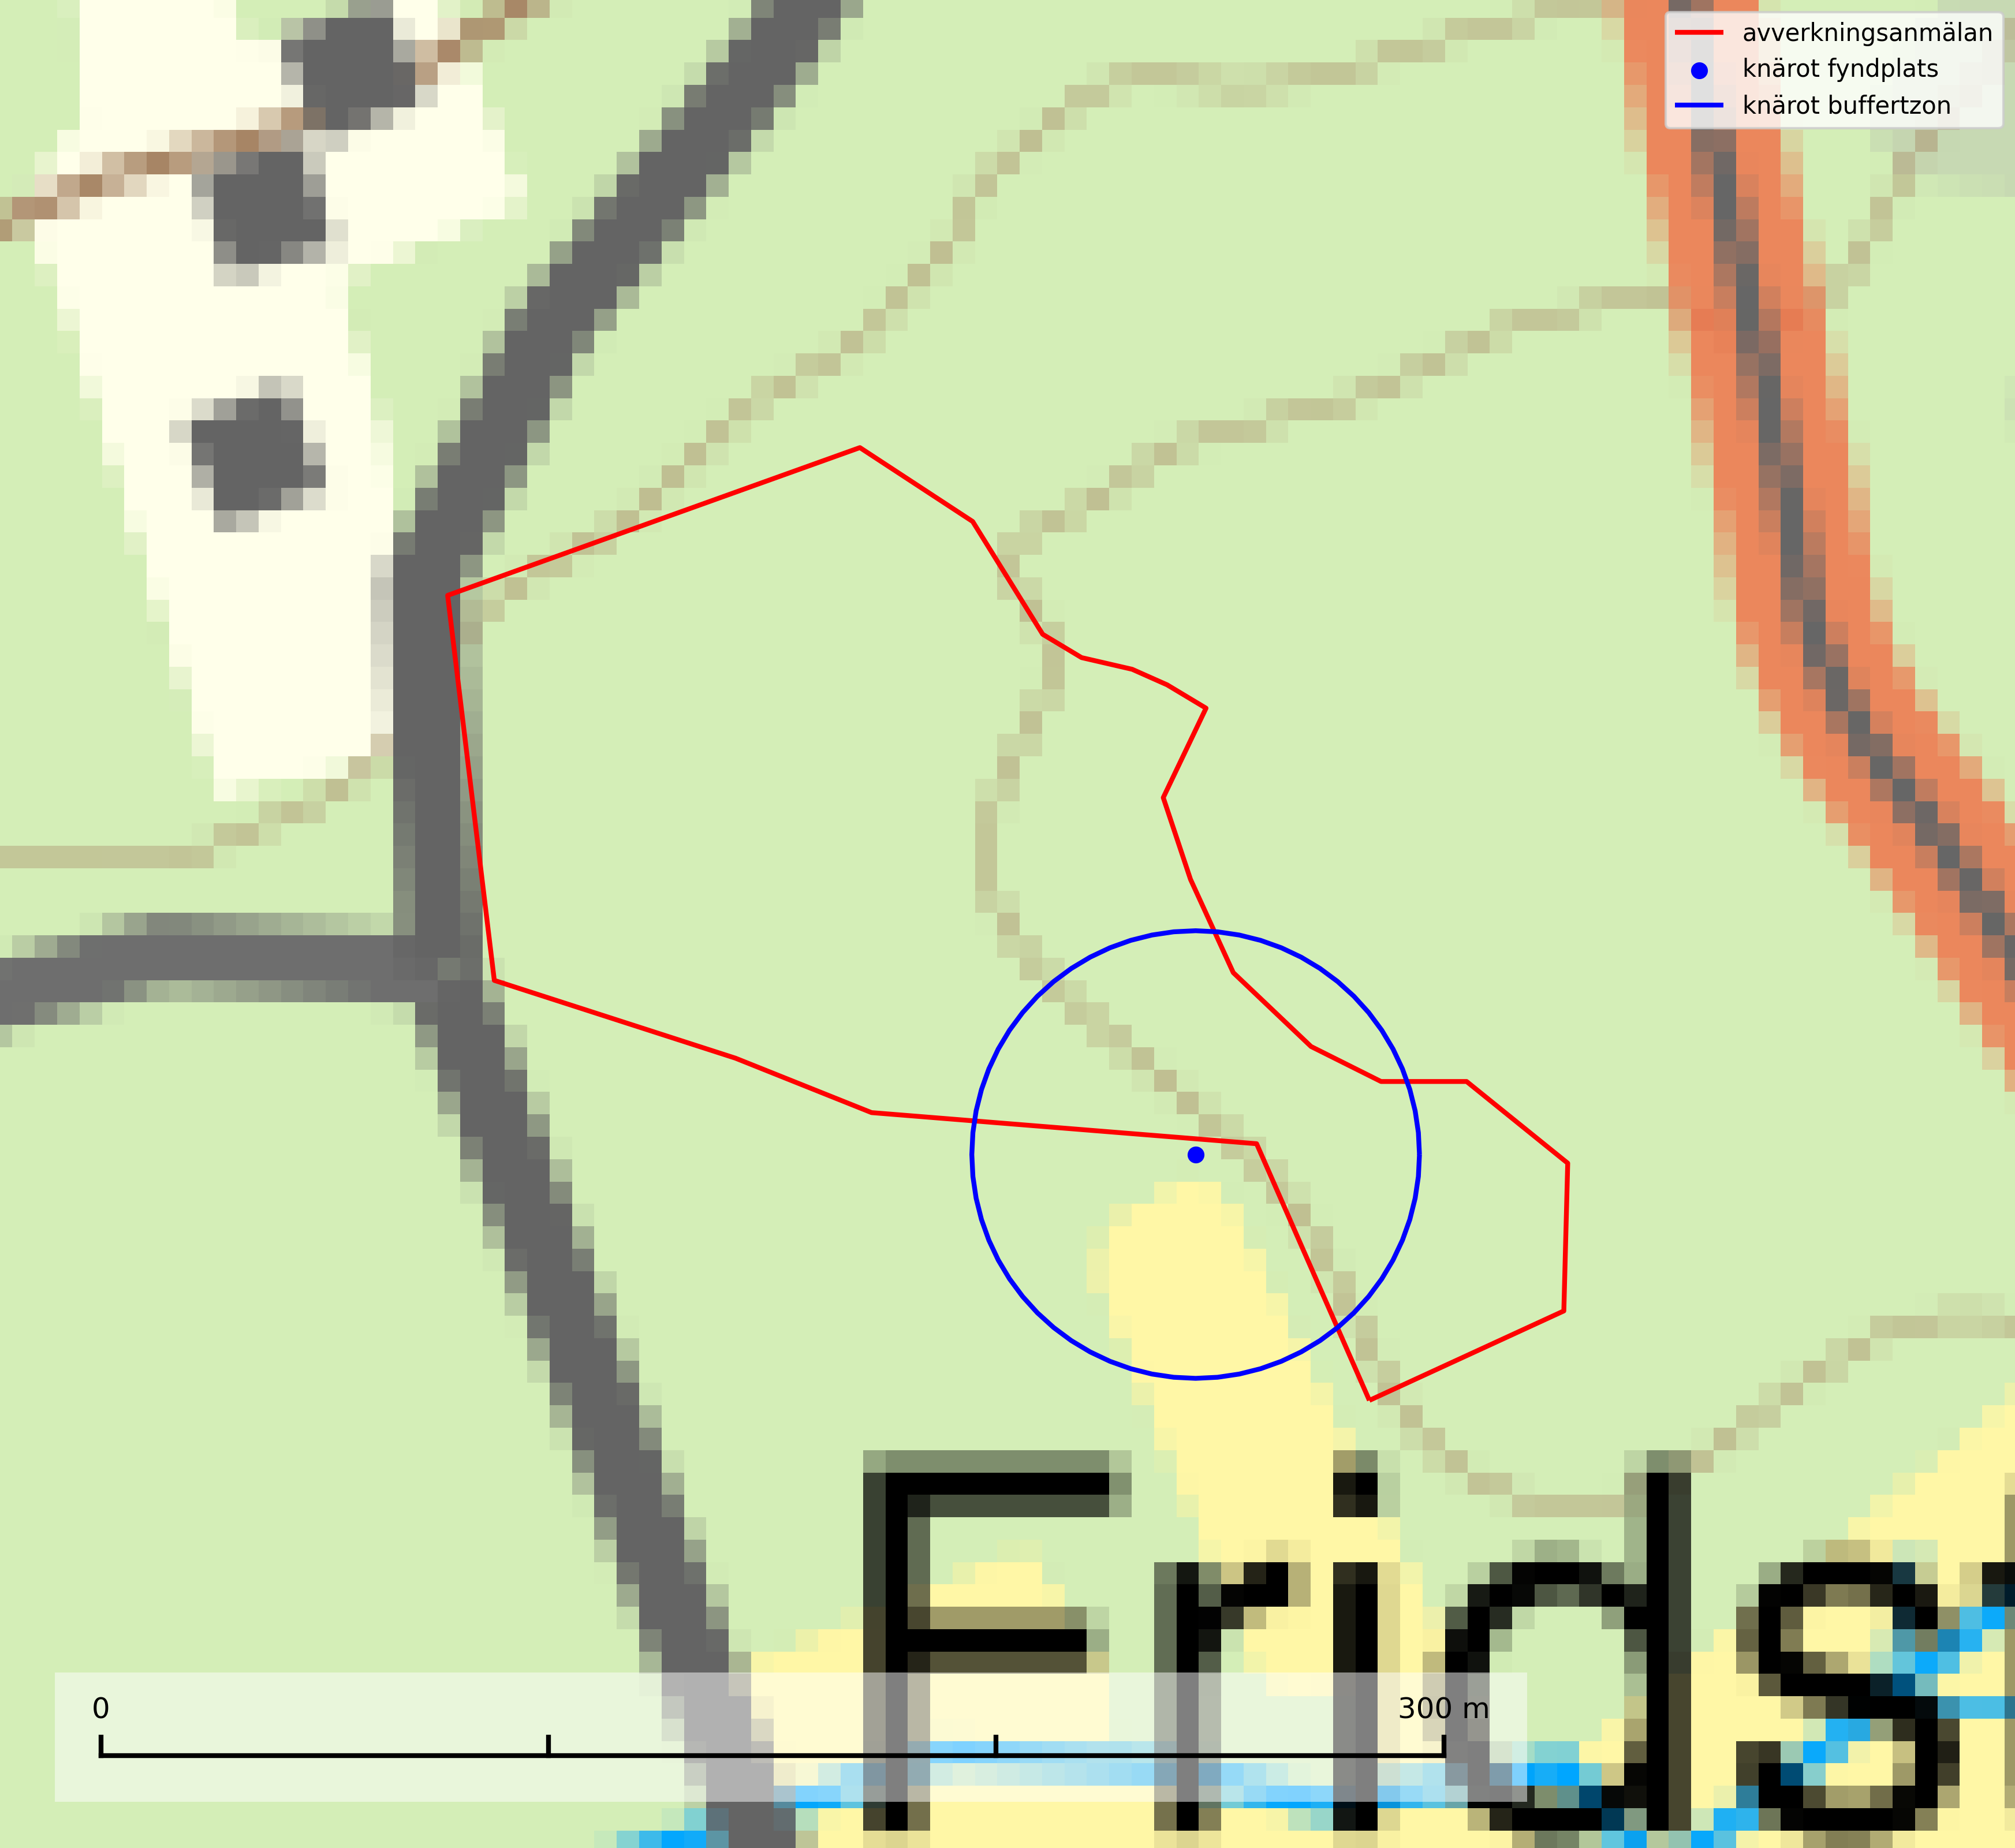 avverkningsanmälan
knärot fyndplats
knärot buffertzon
Frids
0 300 m